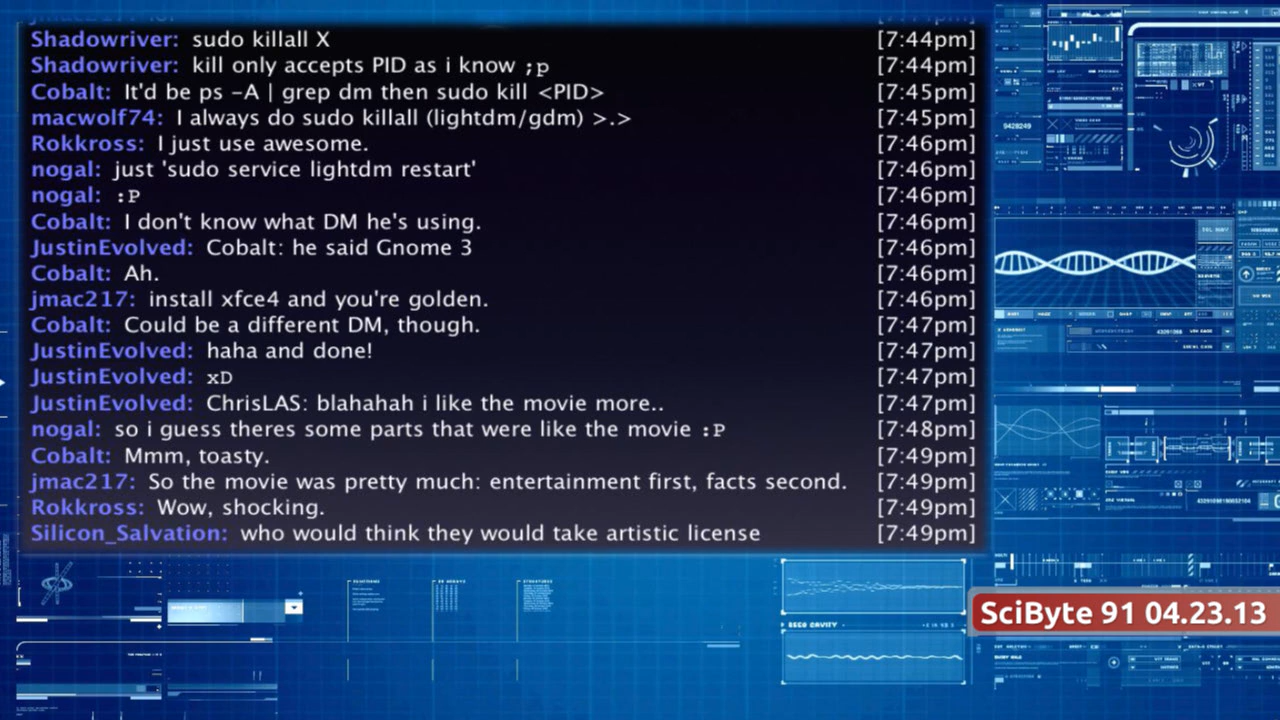 Shadowriver: sudo killall X [7:44pm]
Shadowriver: kill only accepts PID as i know ;p [7:44pm]
Cobalt: It'd be ps -A | grep dm then sudo kill <PID> [7:45pm]
macwolf74: I always do sudo killall (lightdm/gdm) >.> [7:45pm]
Rokkross: I just use awesome. [7:46pm]
nogal: just 'sudo service lightdm restart' [7:46pm]
nogal: :P [7:46pm]
Cobalt: I don't know what DM he's using. [7:46pm]
JustinEvolved: Cobalt: he said Gnome 3 [7:46pm]
Cobalt: Ah. [7:46pm]
jmac217: install xfce4 and you're golden. [7:46pm]
Cobalt: Could be a different DM, though. [7:47pm]
JustinEvolved: haha and done! [7:47pm]
JustinEvolved: xD [7:47pm]
JustinEvolved: ChrisLAS: blahahah i like the movie more.. [7:47pm]
nogal: so i guess theres some parts that were like the movie :P [7:48pm]
Cobalt: Mmm, toasty. [7:49pm]
jmac217: So the movie was pretty much: entertainment first, facts second. [7:49pm]
Rokkross: Wow, shocking. [7:49pm]
Silicon_Salvation: who would think they would take artistic license [7:49pm]
9428249
SciByte 91 04.23.13